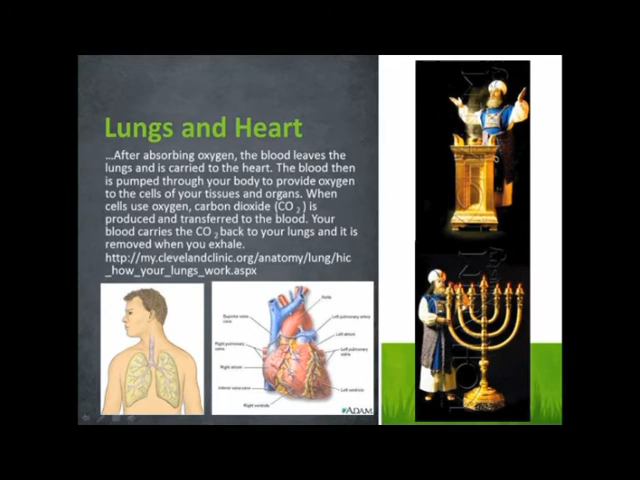 Lungs and Heart
...After absorbing oxygen, the blood leaves the
lungs and is carried to the heart. The blood then
is pumped through your body to provide oxygen
to the cells of your tissues and organs. When
cells use oxygen, carbon dioxide (CO 2 ) is
produced and transferred to the blood. Your
blood carries the CO 2 back to your lungs and it is
removed when you exhale.
http://my.clevelandclinic.org/anatomy/lung/hic
_how_your_lungs_work.aspx
Aorta
Superior vena
cava
Left pulmonary artery
Left atrium
Right pulmonary
veins
Left pulmonary
veins
Right atrium
Inferior vena cava
Left ventricle
Right ventricle
ADAM